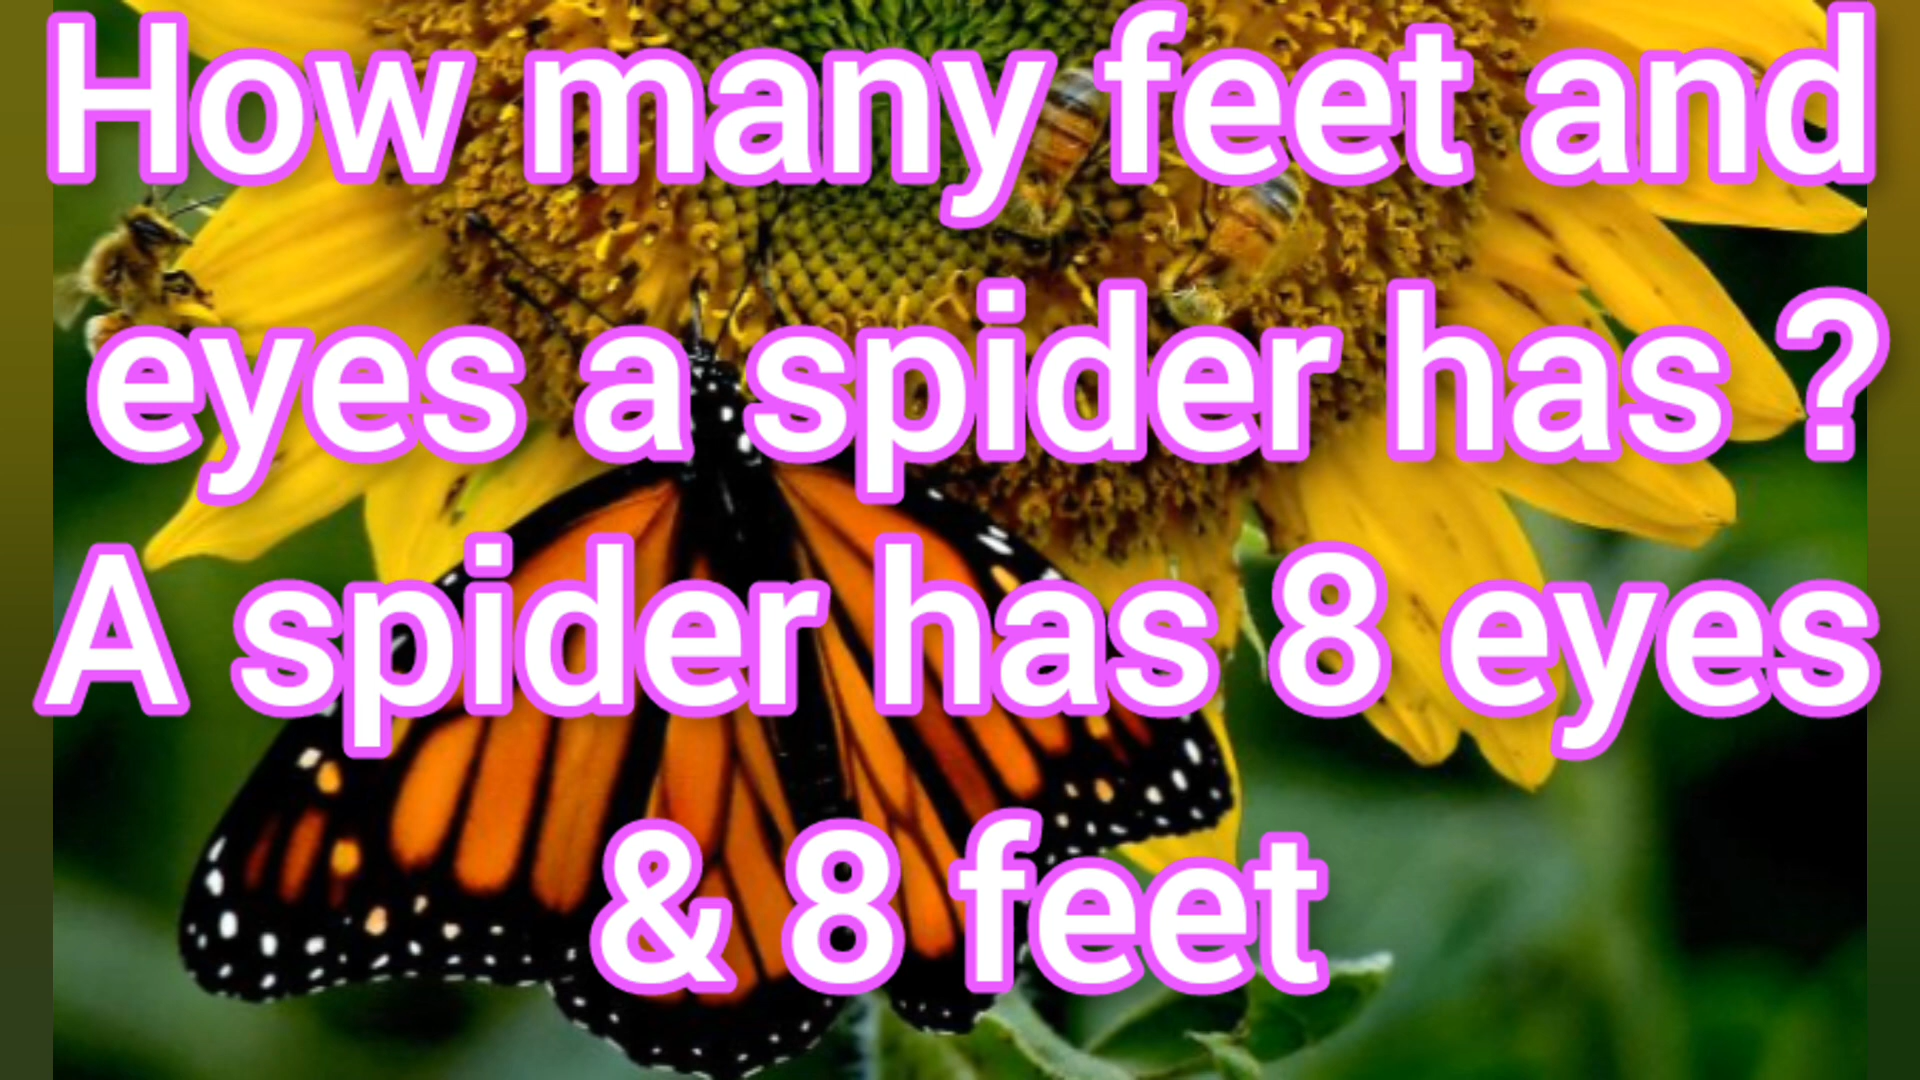 How many feet and
eyes a spider has ?
A spider has 8 eyes
& 8 feet